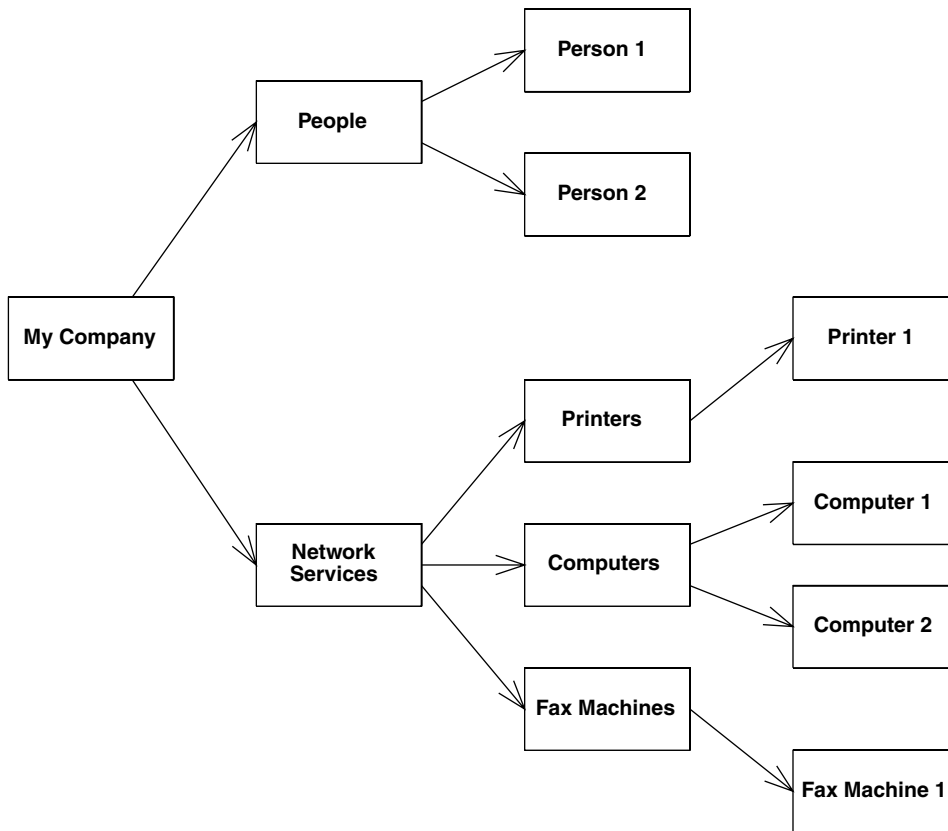 Person 1
People
Person 2
My Company
Printer 1
Printers
Computer 1
Network
Services
Computers
Computer 2
Fax Machines
Fax Machine 1